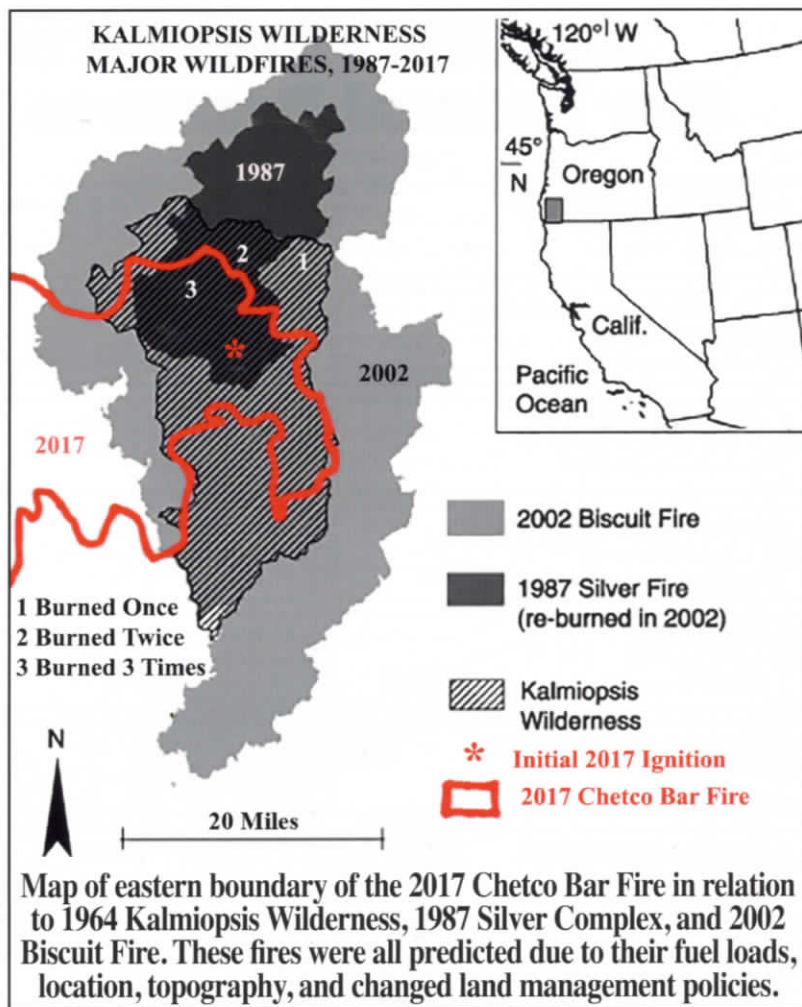 KALMIOPSIS WILDERNESS
MAJOR WILDFIRES, 1987-2017
1987
2
1
3
*
2002
2017
1 Burned Once
2 Burned Twice
3 Burned 3 Times
N
20 Miles
120° W
45°
N
Oregon
Calif.
Pacific
Ocean
2002 Biscuit Fire
1987 Silver Fire
(re-burned in 2002)
Kalmiopsis
Wilderness
* Initial 2017 Ignition
2017 Chetco Bar Fire
Map of eastern boundary of the 2017 Chetco Bar Fire in relation
to 1964 Kalmiopsis Wilderness, 1987 Silver Complex, and 2002
Biscuit Fire. These fires were all predicted due to their fuel loads,
location, topography, and changed land management policies.